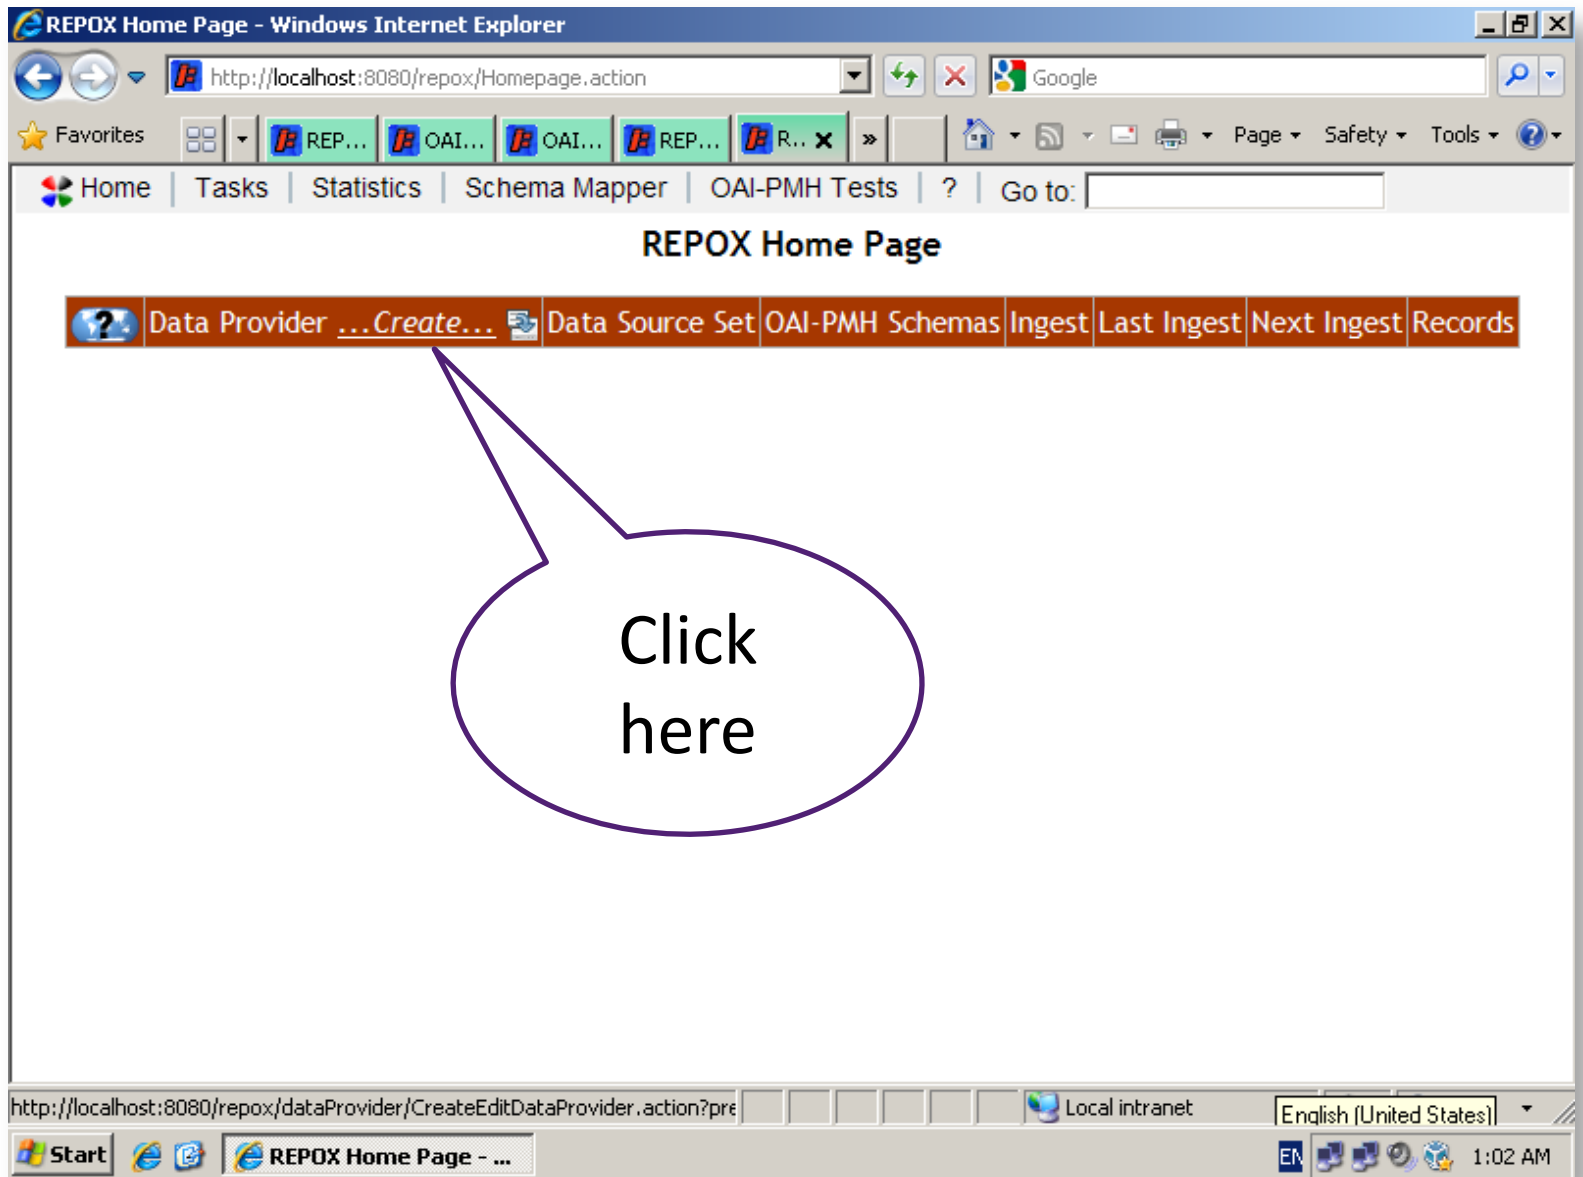 REPOX Home Page - Windows Internet Explorer
http://localhost:8080/repox/Homepage.action Google
Favorites REP... OAI... OAI... REP... R.. » Page Safety Tools
Home | Tasks | Statistics | Schema Mapper | OAI-PMH Tests | ? | Go to:
REPOX Home Page
? Data Provider ...Create... Data Source Set OAI-PMH Schemas Ingest Last Ingest Next Ingest Records
Click
here
http://localhost:8080/repox/dataProvider/CreateEditDataProvider.action?pre Local intranet English (United States)
Start REPOX Home Page - ... EN 1:02 AM